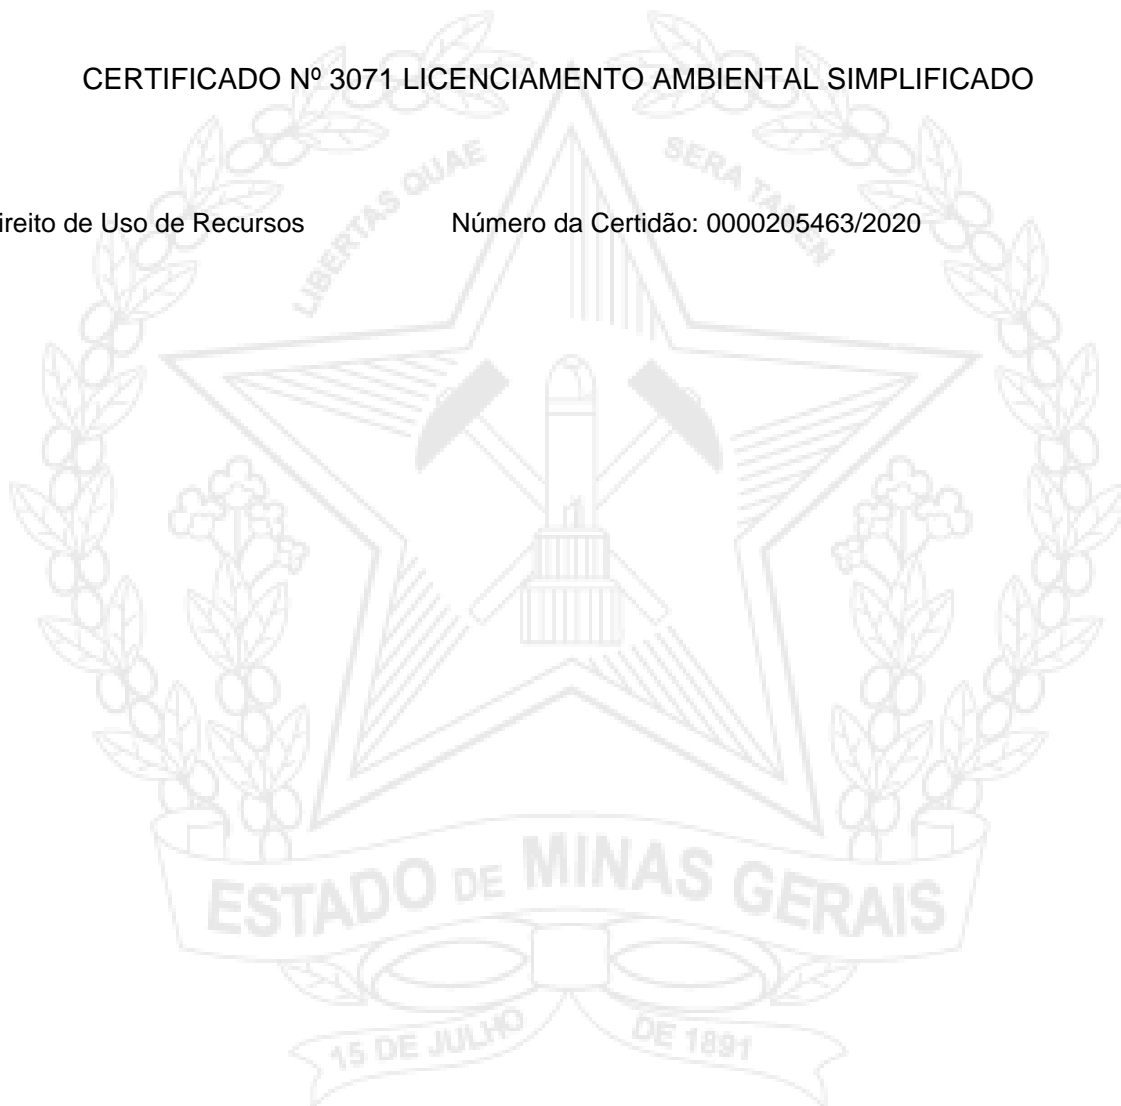 CERTIFICADO Nº 3071 LICENCIAMENTO AMBIENTAL SIMPLIFICADO
LIBERTAS QUAE SERA TAMEN
ireito de Uso de Recursos Número da Certidão: 0000205463/2020
ESTADO DE MINAS GERAIS
15 DE JULHO DE 1891